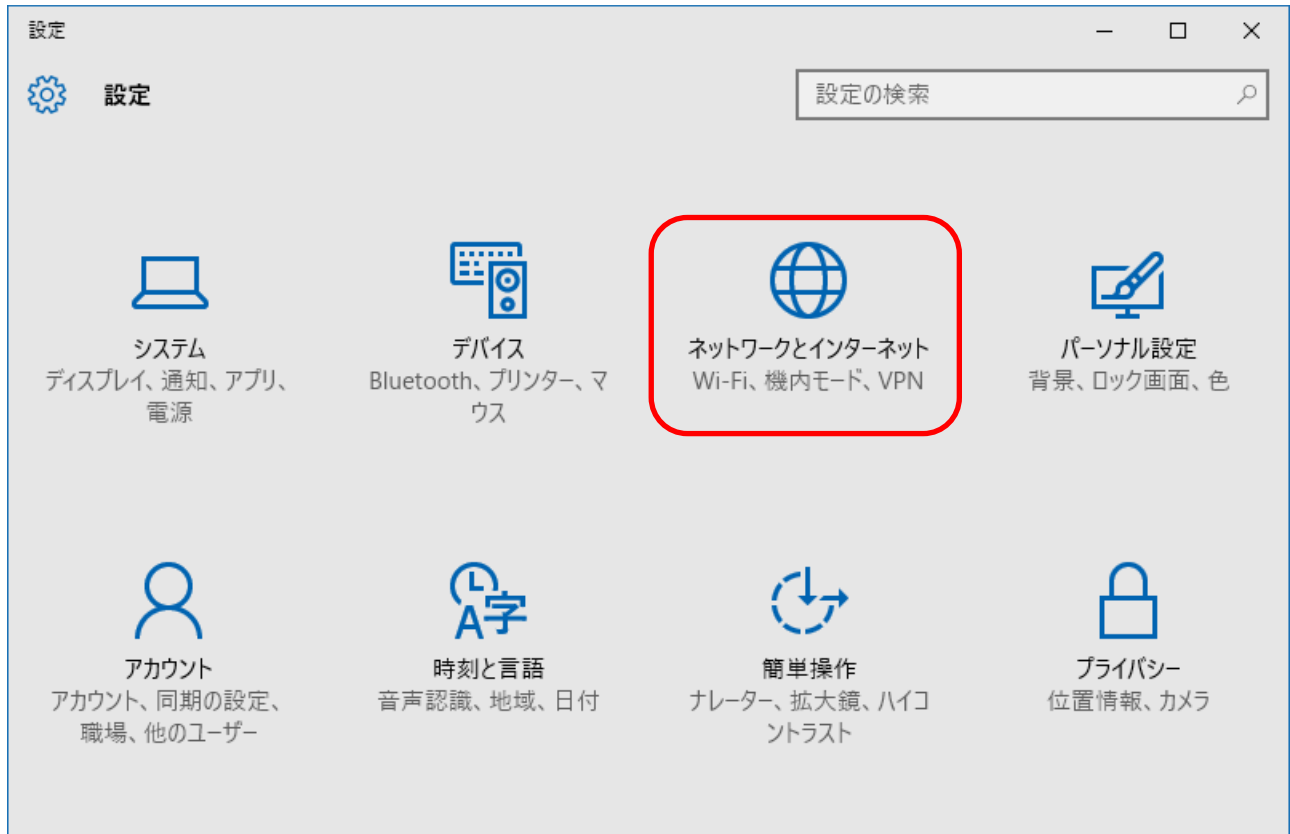 設定
設定
設定の検索
システム
ディスプレイ、通知、アプリ、
電源
デバイス
Bluetooth、プリンター、マ
ウス
ネットワークとインターネット
Wi-Fi、機内モード、VPN
パーソナル設定
背景、ロック画面、色
アカウント
アカウント、同期の設定、
職場、他のユーザー
時刻と言語
音声認識、地域、日付
簡単操作
ナレーター、拡大鏡、ハイコ
ントラスト
プライバシー
位置情報、カメラ